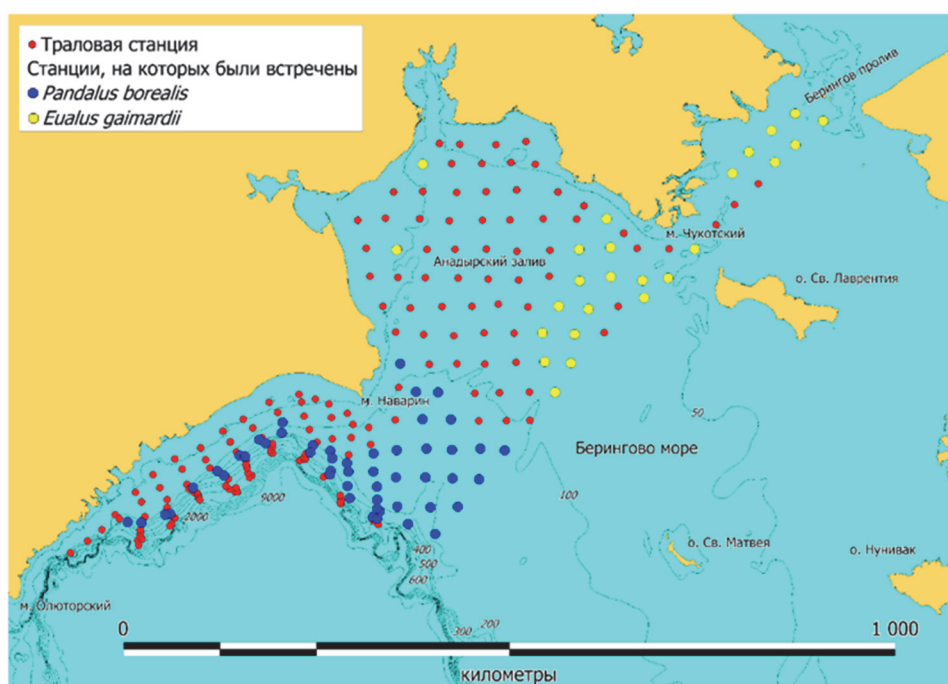 Траловая станция
Станции, на которых были встречены
Pandalus borealis
Eualus gaimardii
Берингов пролив
м. Чукотский
Анадырский залив
о. Св. Лаврентия
м. Наварин
50
Берингово море
100
5000
2000
400
500
600
о. Св. Матвея
о. Нунивак
м. Олюторский
300
200
0
1 000
километры